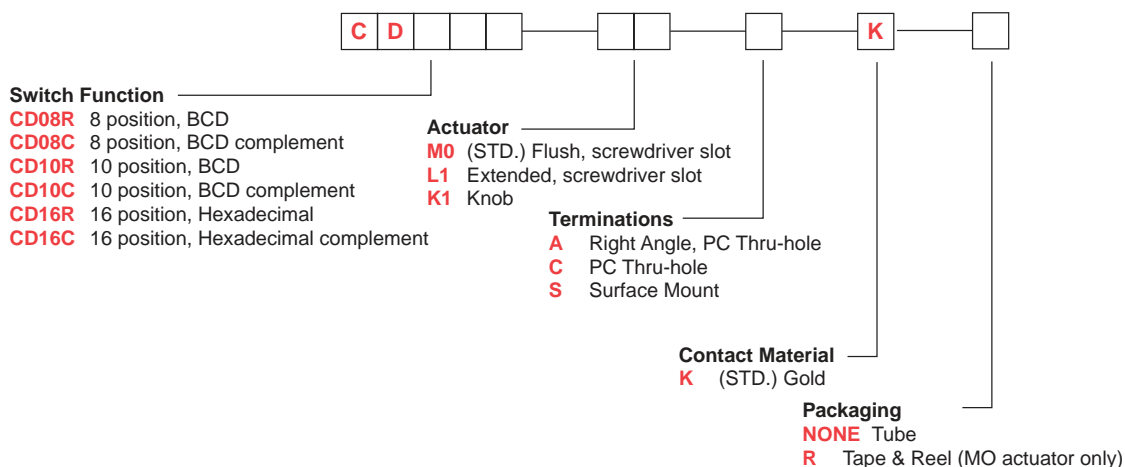 C D K
Switch Function
CD08R 8 position, BCD
CD08C 8 position, BCD complement
CD10R 10 position, BCD
CD10C 10 position, BCD complement
CD16R 16 position, Hexadecimal
CD16C 16 position, Hexadecimal complement
Actuator
M0 (STD.) Flush, screwdriver slot
L1 Extended, screwdriver slot
K1 Knob
Terminations
A Right Angle, PC Thru-hole
C PC Thru-hole
S Surface Mount
Contact Material
K (STD.) Gold
Packaging
NONE Tube
R Tape & Reel (MO actuator only)